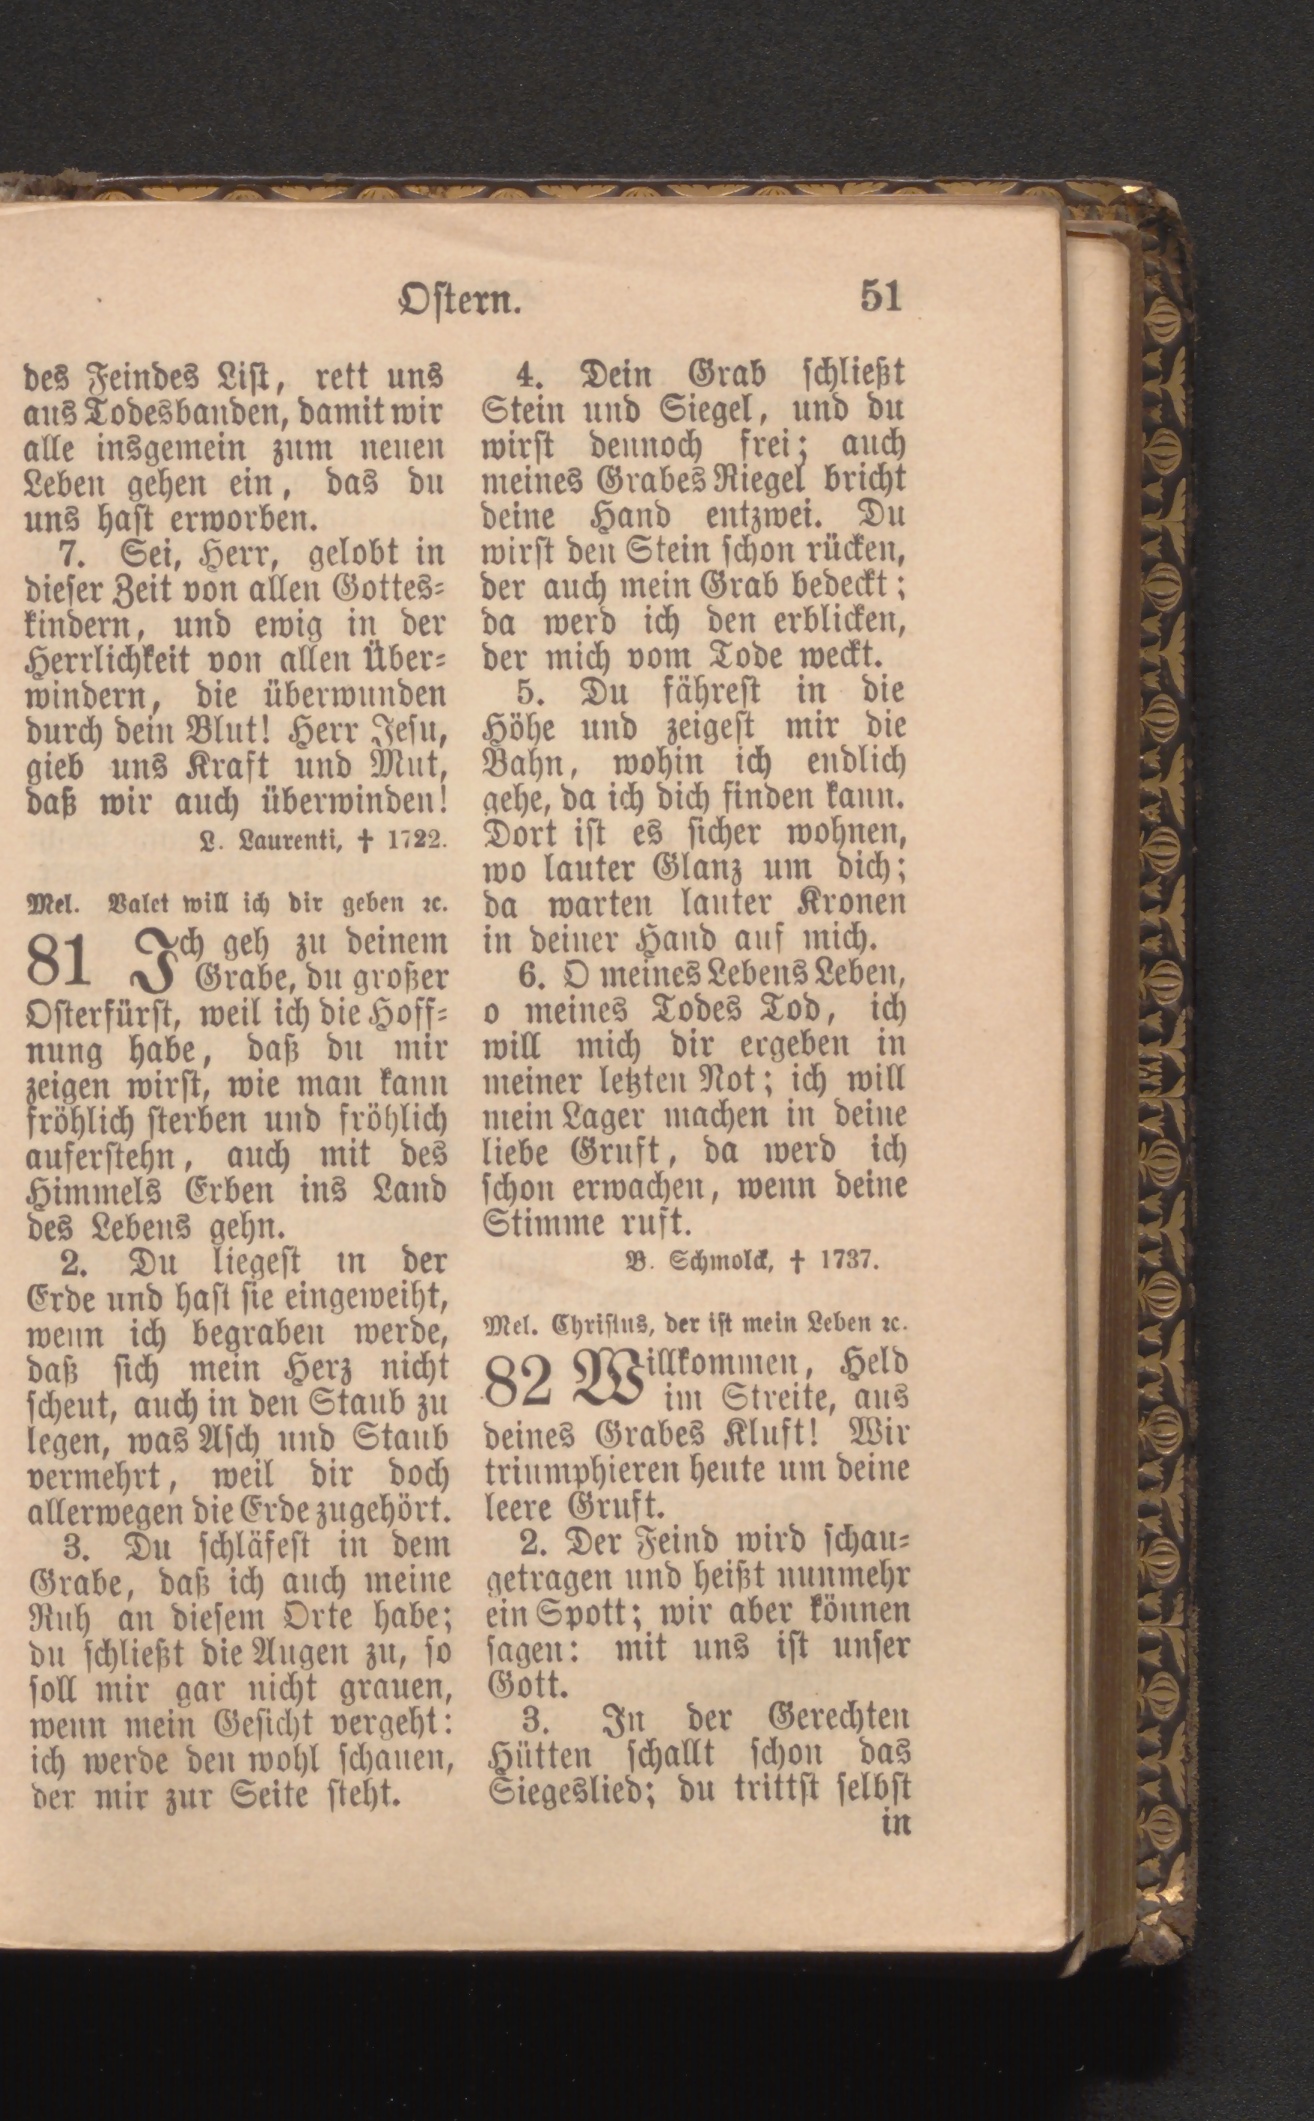 Ostern. 51
des Feindes List, rett uns
aus Todesbanden, damit wir
alle insgemein zum neuen
Leben gehen ein, das du
uns hast erworben.
7. Sei, Herr, gelobt in
dieser Zeit von allen Gottes-
kindern, und ewig in der
Herrlichkeit von allen Über-
windern, die überwunden
durch dein Blut! Herr Jesu,
gieb uns Kraft und Mut,
daß wir auch überwinden!
L. Laurenti, † 1722.
Mel. Valet will ich dir geben ꝛc.
81 Ich geh zu deinem
Grabe, du großer
Osterfürst, weil ich die Hoff-
nung habe, daß du mir
zeigen wirst, wie man kann
fröhlich sterben und fröhlich
auferstehn, auch mit des
Himmels Erben ins Land
des Lebens gehn.
2. Du liegest in der
Erde und hast sie eingeweiht,
wenn ich begraben werde,
daß sich mein Herz nicht
scheut, auch in den Staub zu
legen, was Asch und Staub
vermehrt, weil dir doch
allerwegen die Erde zugehört.
3. Du schläfest in dem
Grabe, daß ich auch meine
Ruh an diesem Orte habe;
du schließt die Augen zu, so
soll mir gar nicht grauen,
wenn mein Gesicht vergeht:
ich werde den wohl schauen,
der mir zur Seite steht.
4. Dein Grab schließt
Stein und Siegel, und du
wirst dennoch frei; auch
meines Grabes Riegel bricht
deine Hand entzwei. Du
wirst den Stein schon rücken,
der auch mein Grab bedeckt;
da werd ich den erblicken,
der mich vom Tode weckt.
5. Du fährest in die
Höhe und zeigest mir die
Bahn, wohin ich endlich
gehe, da ich dich finden kann.
Dort ist es sicher wohnen,
wo lauter Glanz um dich;
da warten lauter Kronen
in deiner Hand auf mich.
6. O meines Lebens Leben,
o meines Todes Tod, ich
will mich dir ergeben in
meiner letzten Not; ich will
mein Lager machen in deine
liebe Gruft, da werd ich
schon erwachen, wenn deine
Stimme ruft.
B. Schmolck, † 1737.
Mel. Christus, der ist mein Leben ꝛc.
82 Willkommen, Held
im Streite, aus
deines Grabes Kluft! Wir
triumphieren heute um deine
leere Gruft.
2. Der Feind wird schau-
getragen und heißt nunmehr
ein Spott; wir aber können
sagen: mit uns ist unser
Gott.
3. In der Gerechten
Hütten schallt schon das
Siegeslied; du trittst selbst
in